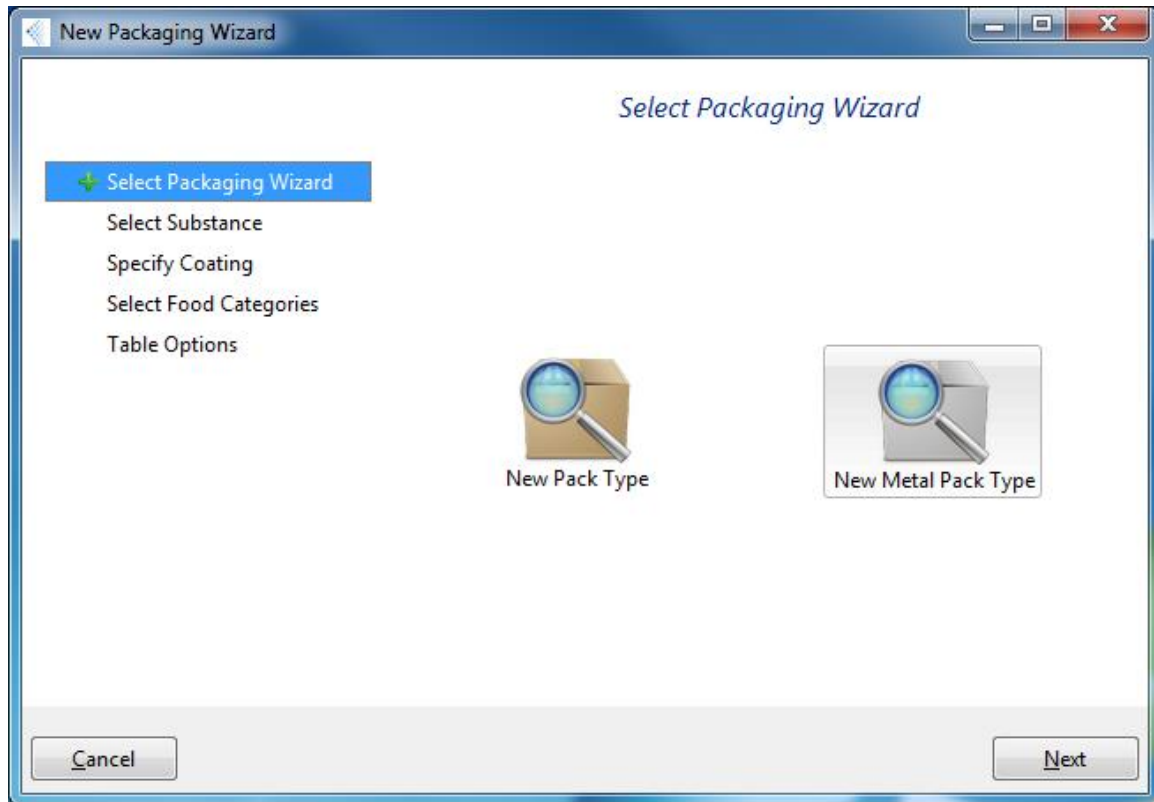 New Packaging Wizard
Select Packaging Wizard
Select Packaging Wizard
Select Substance
Specify Coating
Select Food Categories
Table Options
New Pack Type
New Metal Pack Type
Cancel
Next